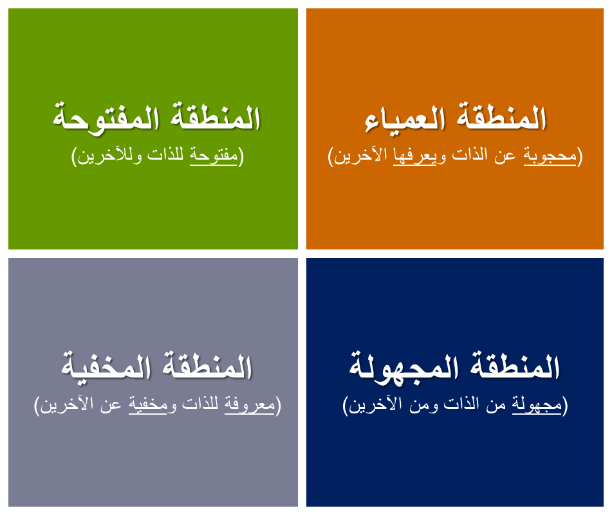 المنطقة المفتوحة
(مفتوحة للذات وللآخرين)
المنطقة العمياء
(محجوبة عن الذات ويعرفها الآخرين)
المنطقة المخفية
(معروفة للذات ومخفية عن الآخرين)
المنطقة المجهولة
(مجهولة من الذات ومن الآخرين)